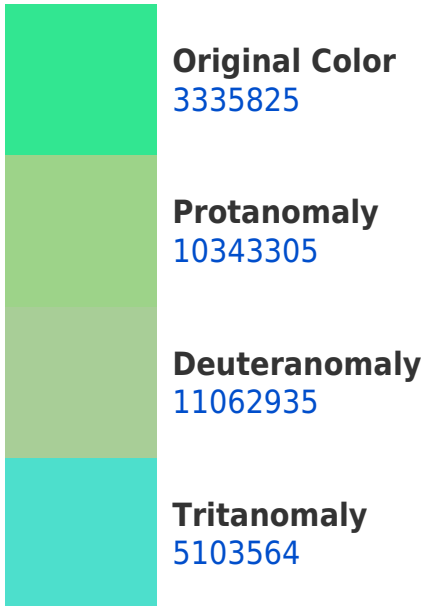 Original Color
3335825
Protanomaly
10343305
Deuteranomaly
11062935
Tritanomaly
5103564